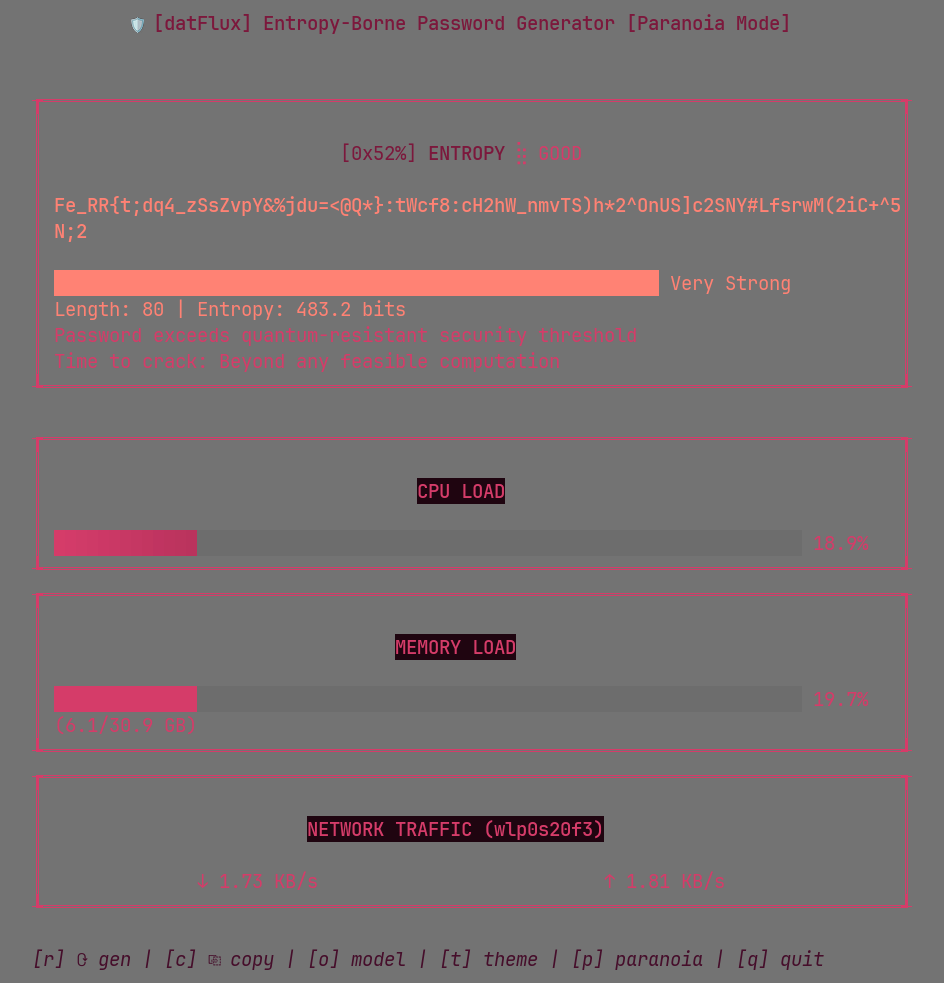 [datFlux] Entropy-Borne Password Generator [Paranoia Mode]
[0x52%] ENTROPY ░ GOOD
Fe_RR{t;dq4_zSsZvpY&%jdu=<@Q*}:tWcf8:cH2hW_nmvTS)h*2^OnUS]c2SNY#LfsrwM(2iC+^5
N;2
Very Strong
Length: 80 | Entropy: 483.2 bits
Password exceeds quantum-resistant security threshold
Time to crack: Beyond any feasible computation
CPU LOAD
18.9%
MEMORY LOAD
19.7%
(6.1/30.9 GB)
NETWORK TRAFFIC (wlp0s20f3)
↓ 1.73 KB/s ↑ 1.81 KB/s
[r] gen | [c] copy | [o] model | [t] theme | [p] paranoia | [q] quit